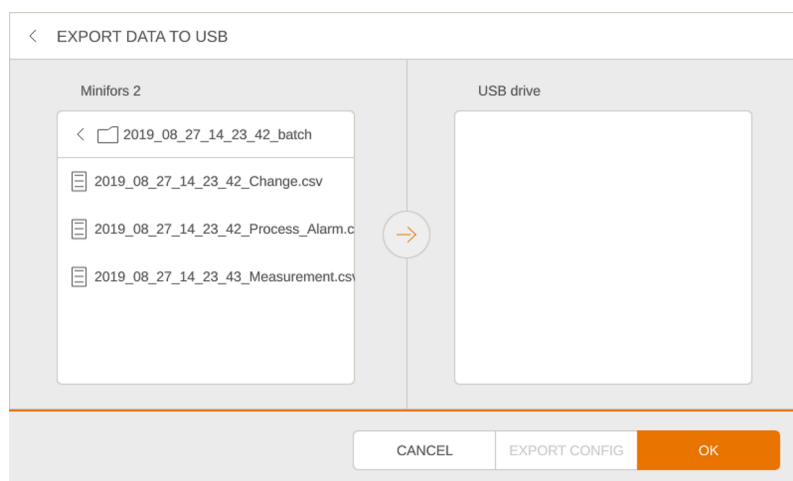 EXPORT DATA TO USB
Minifors 2
USB drive
2019_08_27_14_23_42_batch
2019_08_27_14_23_42_Change.csv
2019_08_27_14_23_42_Process_Alarm.c
2019_08_27_14_23_43_Measurement.csv
CANCEL
EXPORT CONFIG
OK